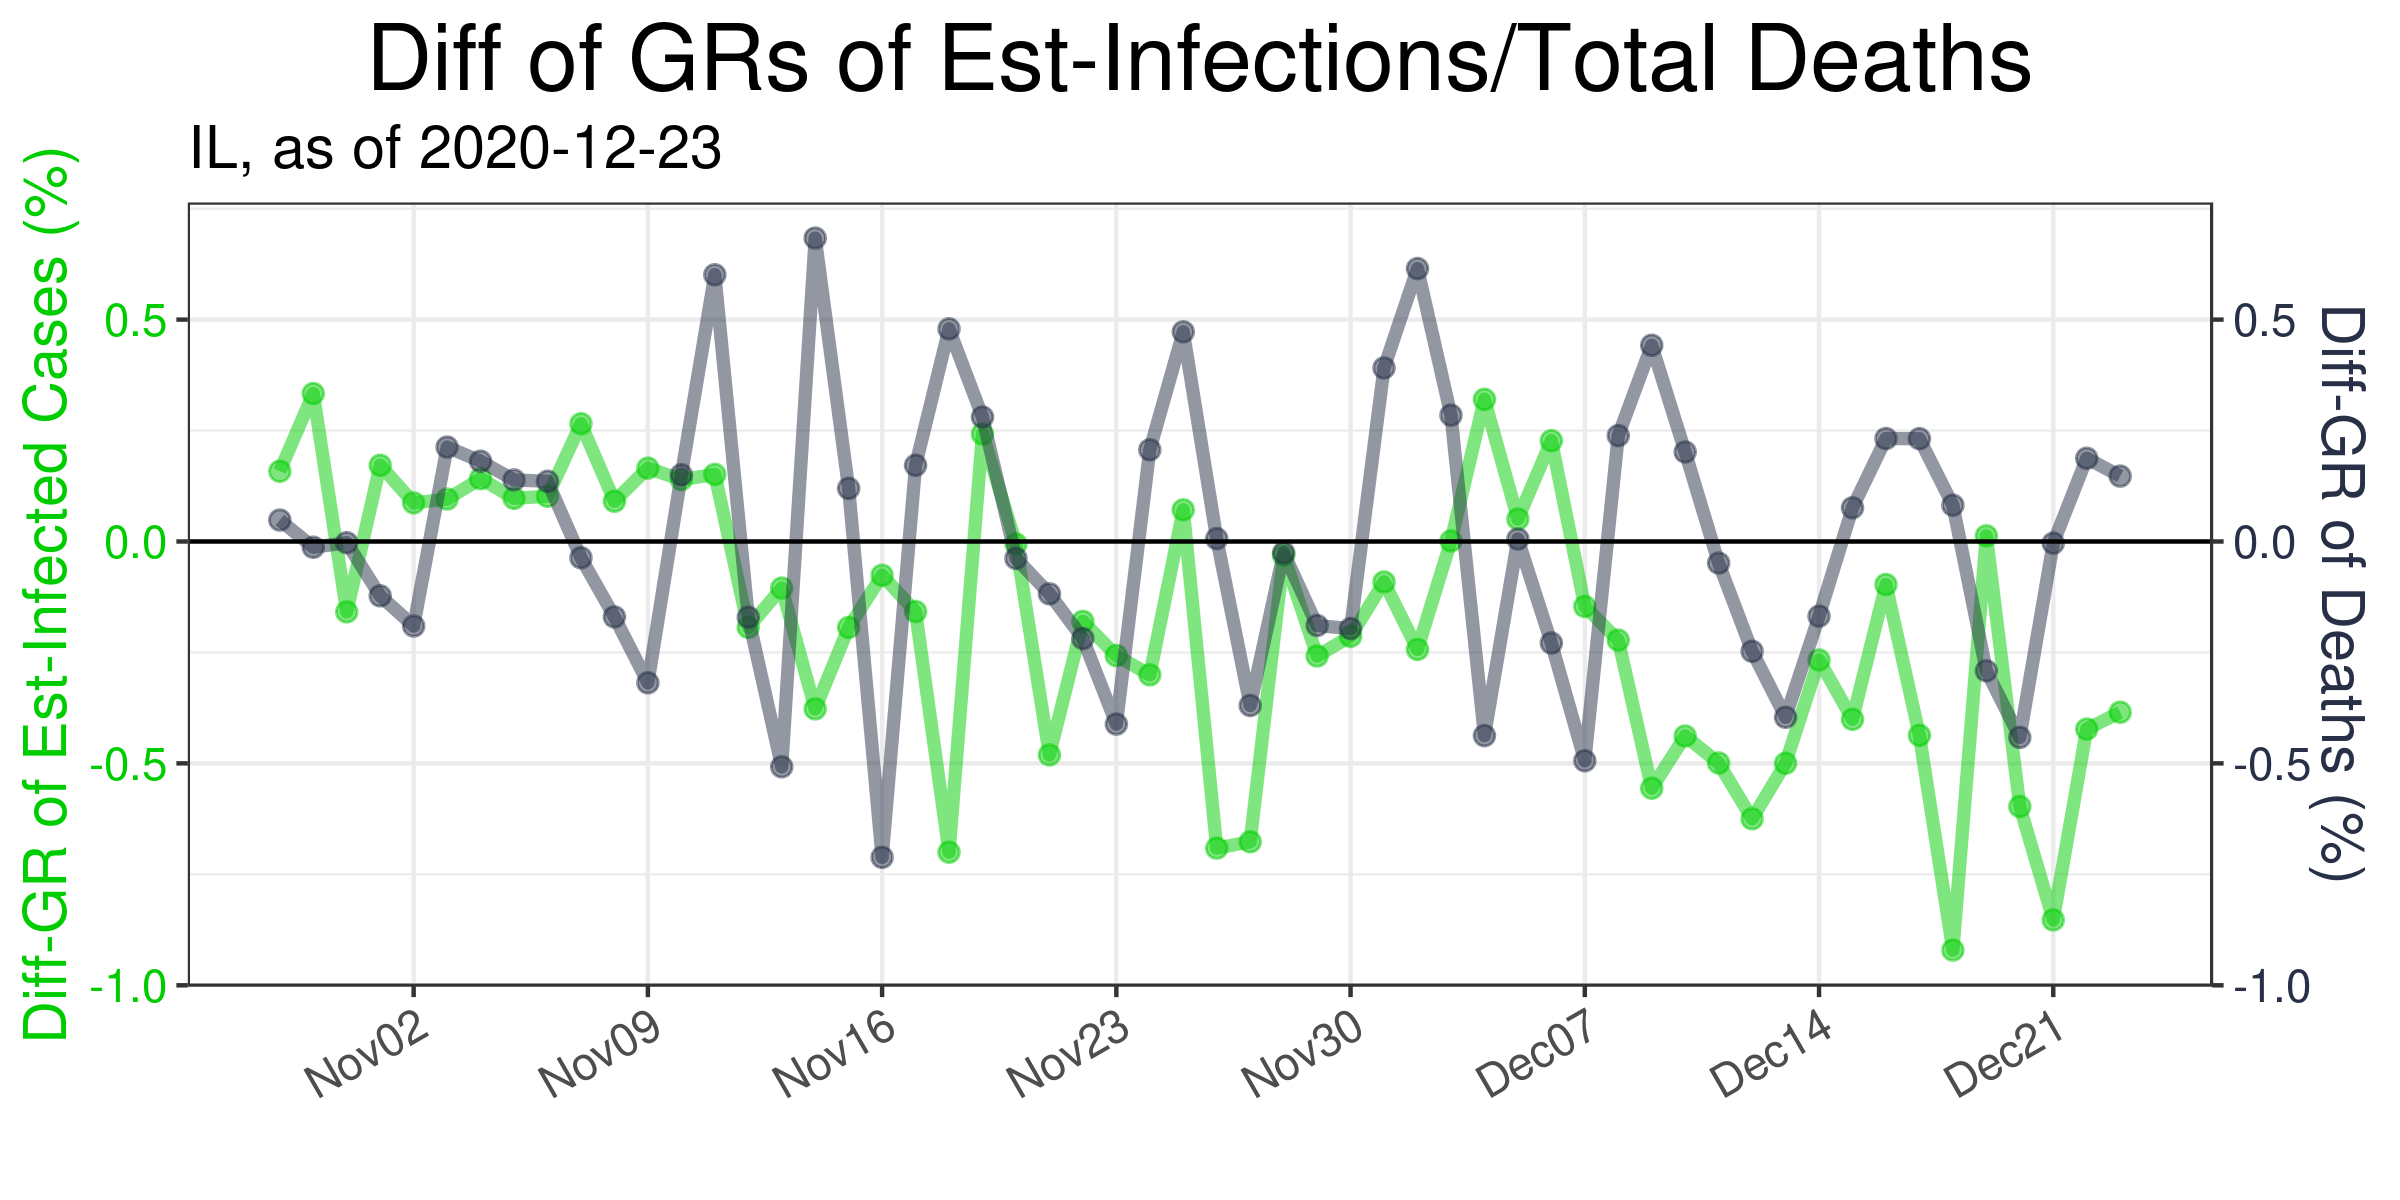 Diff of GRs of Est-Infections/Total Deaths
IL, as of 2020-12-23
Diff-GR of Est-Infected Cases (%)
0.5
0.0
-0.5
-1.0
0.5
0.0
-0.5
-1.0
Diff-GR of Deaths (%)
Nov02
Nov09
Nov16
Nov23
Nov30
Dec07
Dec14
Dec21